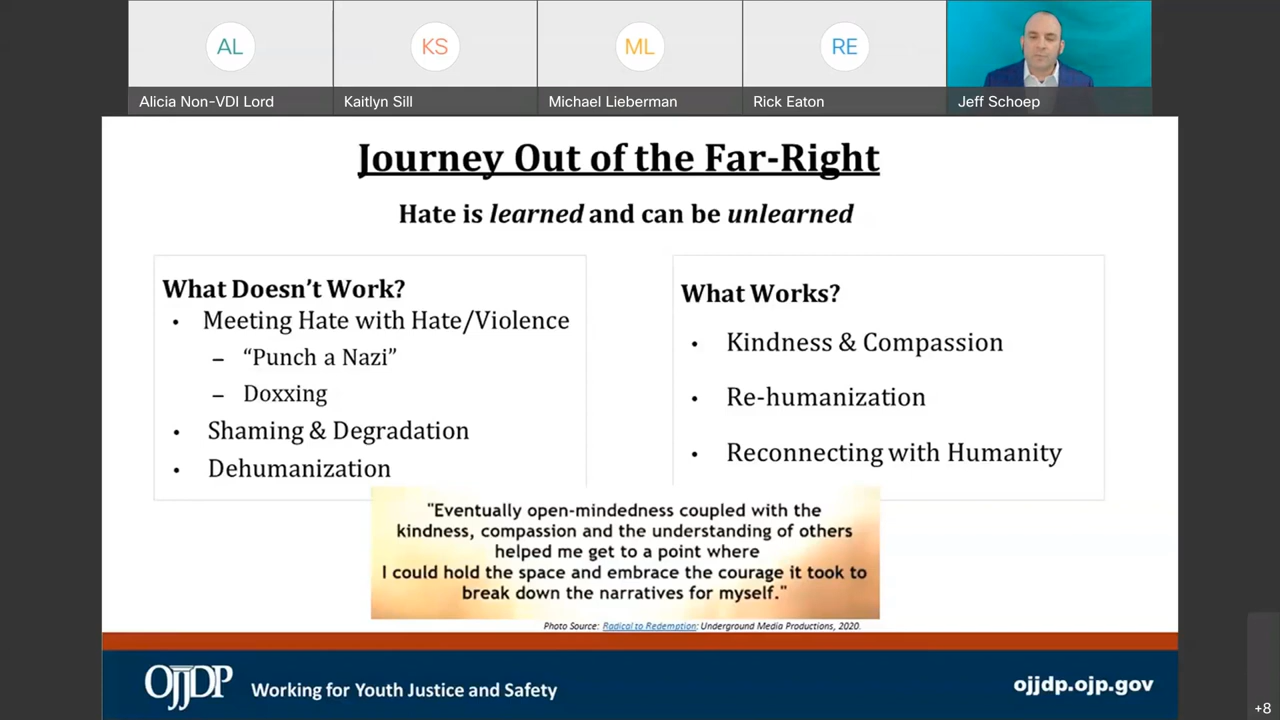 AL
KS
ML
RE
Alicia Non-VDI Lord
Kaitlyn Sill
Michael Lieberman
Rick Eaton
Jeff Schoep
Journey Out of the Far-Right
Hate is learned and can be unlearned
What Doesn't Work?
• Meeting Hate with Hate/Violence
– "Punch a Nazi"
– Doxxing
• Shaming & Degradation
• Dehumanization
What Works?
• Kindness & Compassion
• Re-humanization
• Reconnecting with Humanity
"Eventually open-mindedness coupled with the
kindness, compassion and the understanding of others
helped me get to a point where
I could hold the space and embrace the courage it took to
break down the narratives for myself."
Photo Source: Radical to Redemption: Underground Media Productions, 2020.
OJJDP Working for Youth Justice and Safety
ojjdp.ojp.gov
+8